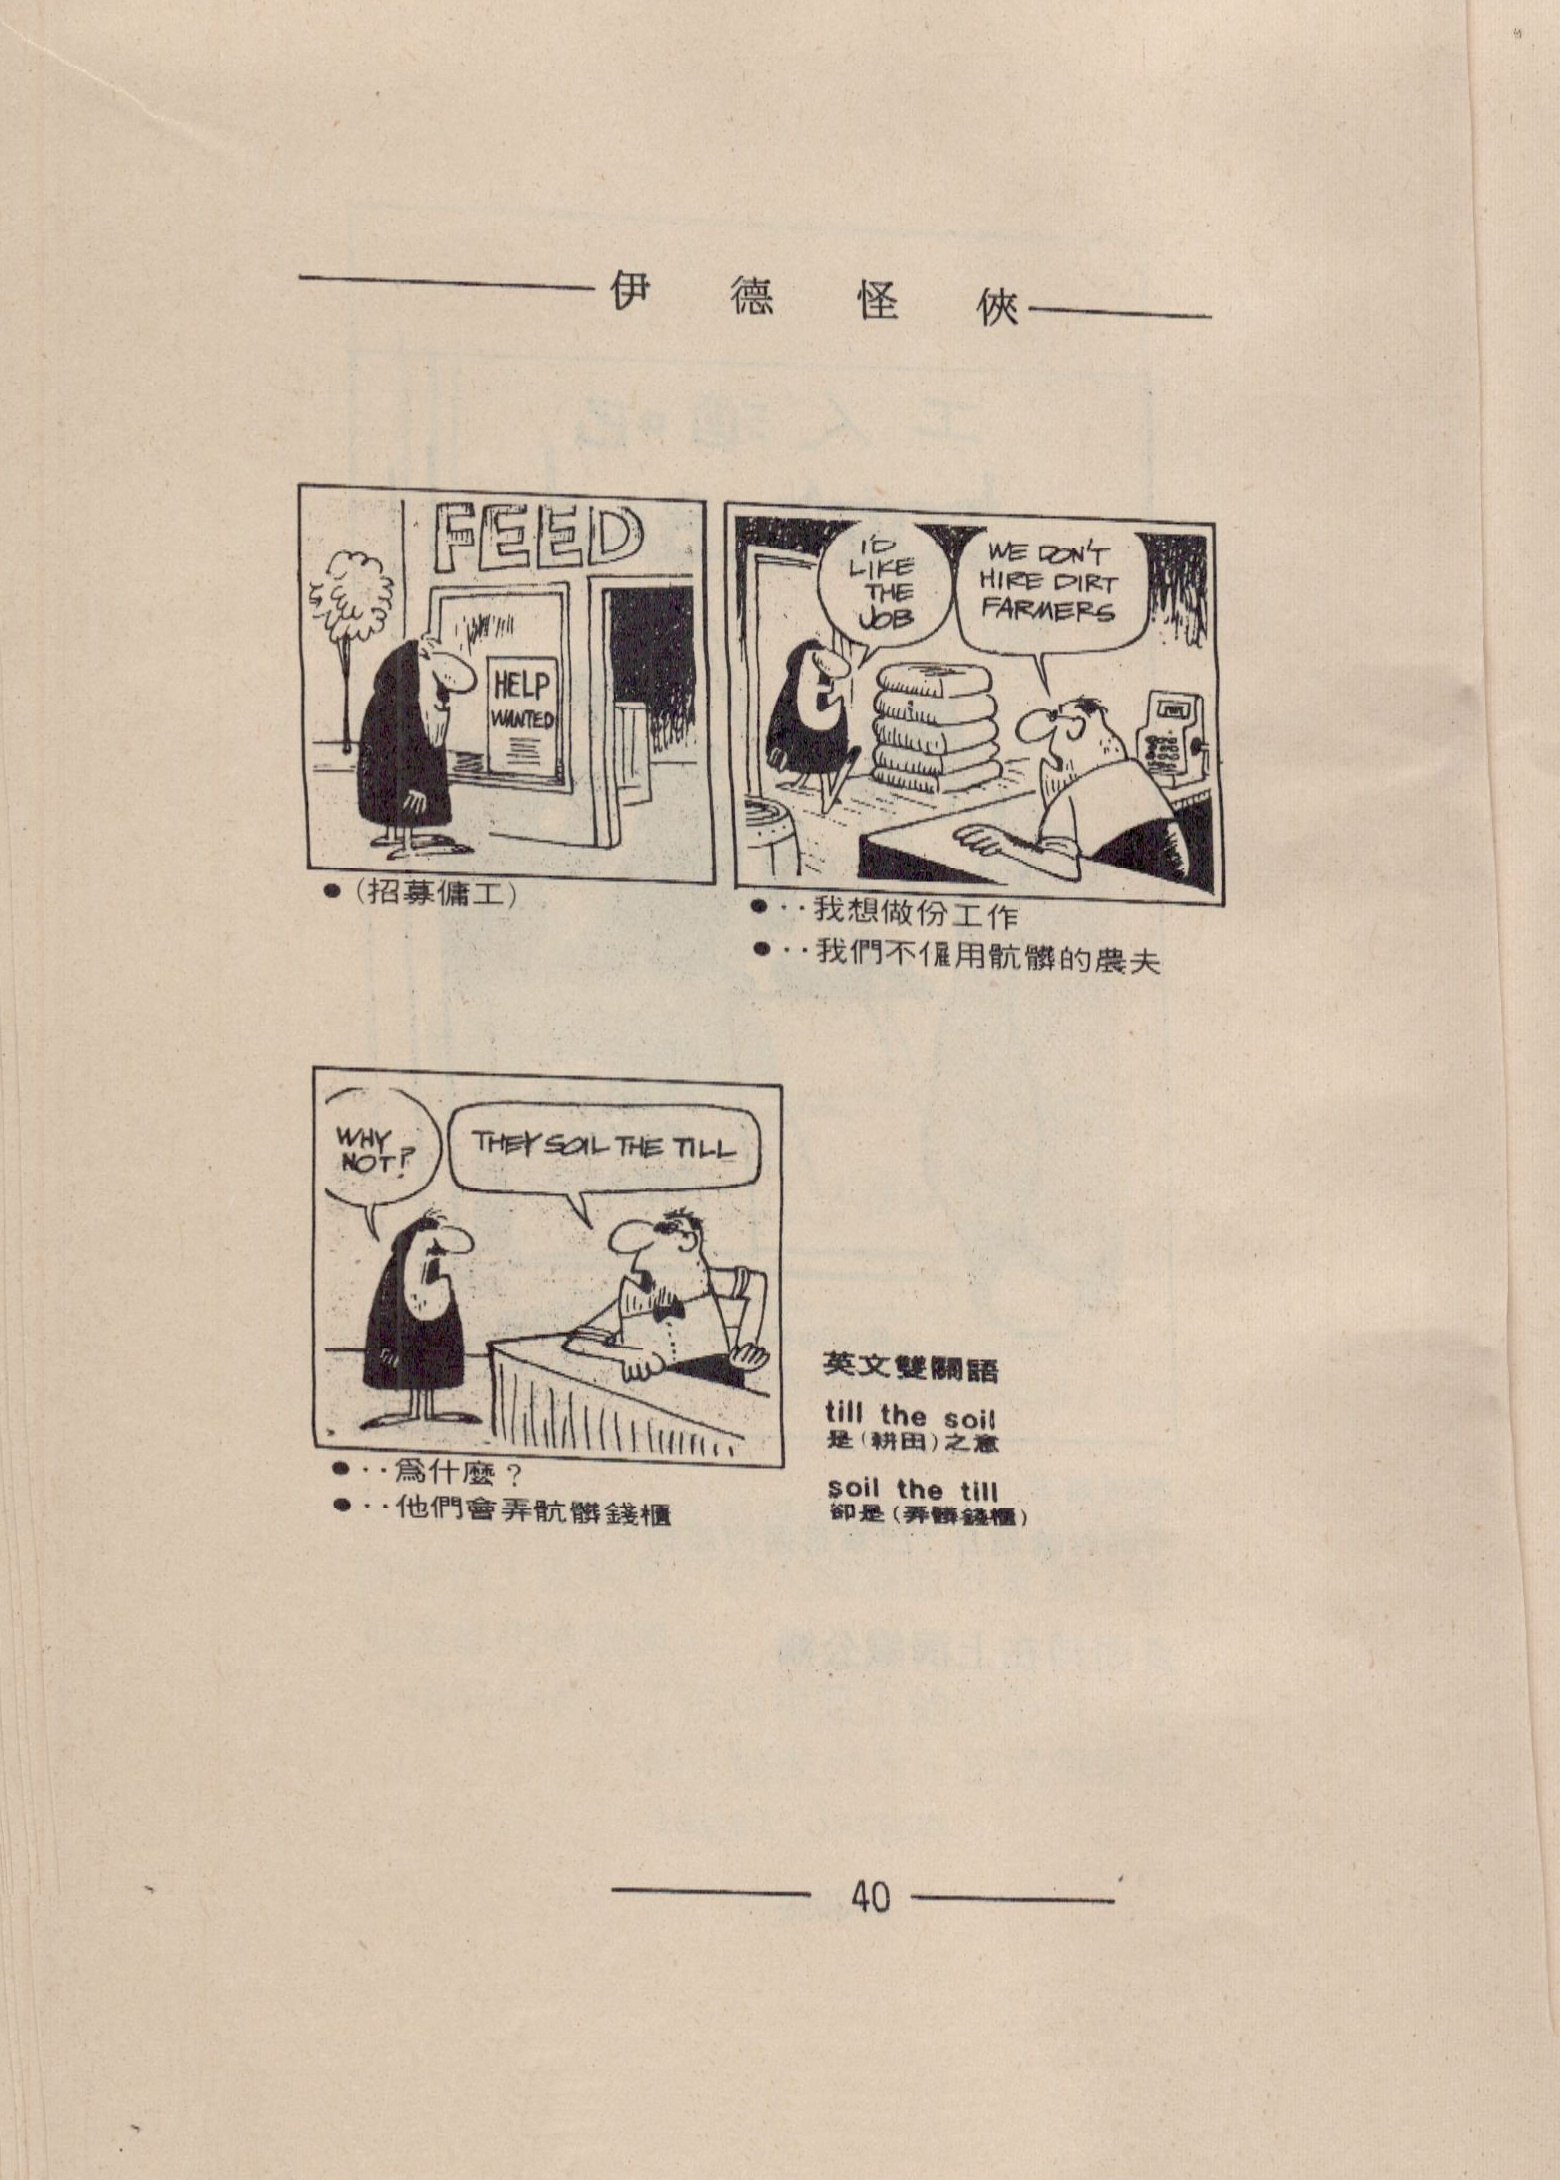 伊德怪俠
FEED
HELP
WANTED
●(招募傭工)
I'D
LIKE
THE
JOB
WE DON'T
HIRE DIRT
FARMERS
●‥我想做份工作
●‥我們不僱用骯髒的農夫
WHY
NOT?
THEY SOIL THE TILL
●‥爲什麼?
●‥他們會弄骯髒錢櫃
英文雙關語
till the soil
是(耕田)之意
soil the till
卻是(弄髒錢櫃)
40